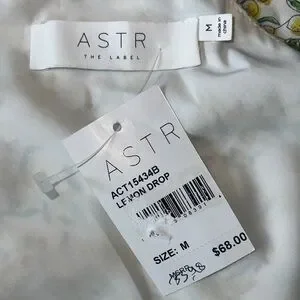 ASTR
THE LABEL
M
made in
china
ASTR
ACT15434B
LEMON DROP
SIZE: M
$68.00